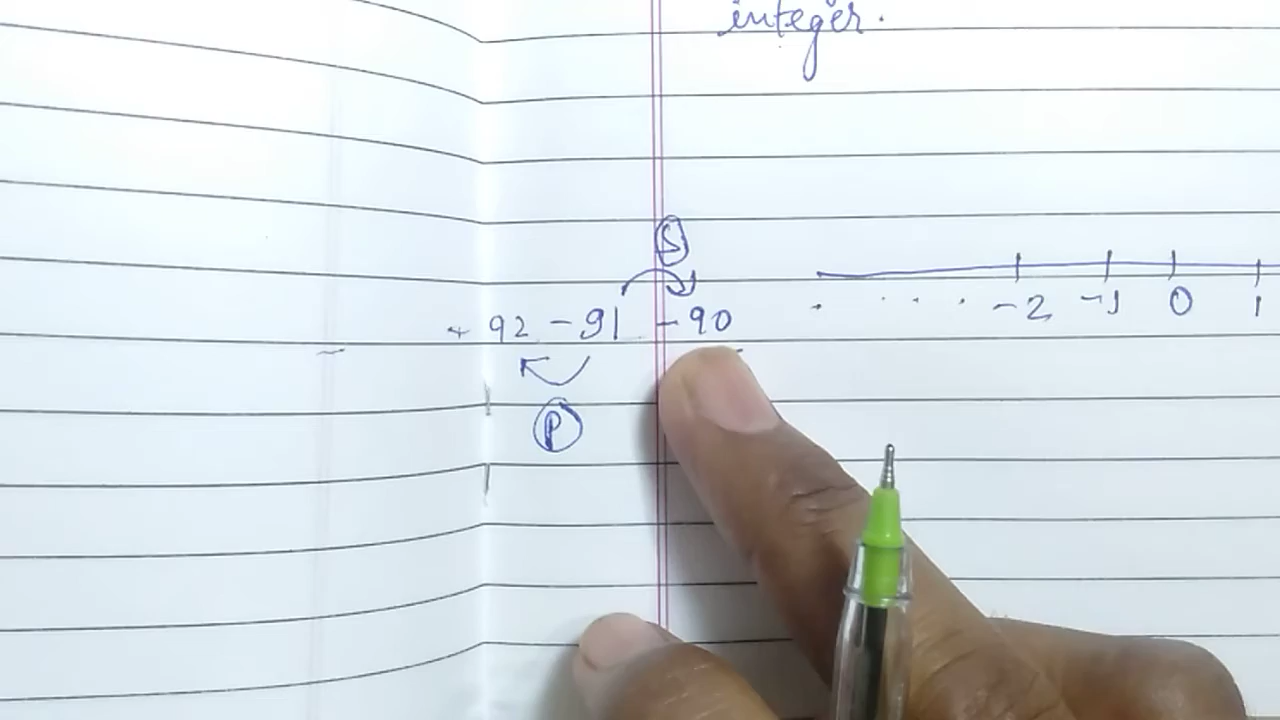 integer.
S
- 92 - 91 - 90
. . . . -2 -1 0 1
P